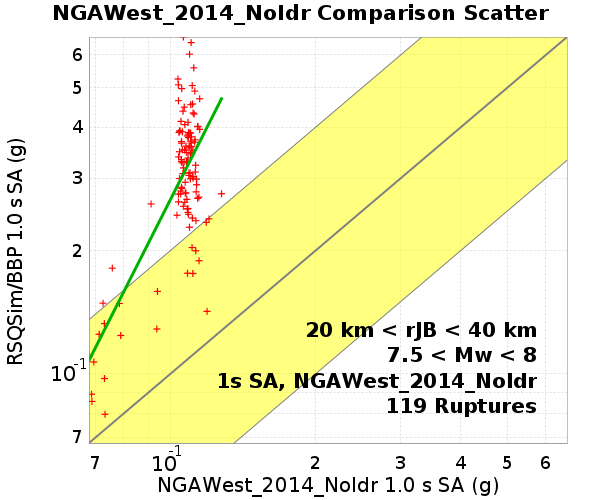 NGAWest_2014_NoIdr Comparison Scatter
RSQSim/BBP 1.0 s SA (g)
6
5
4
3
2
10-1
7
20 km < rJB < 40 km
7.5 < Mw < 8
1s SA, NGAWest_2014_NoIdr
119 Ruptures
7 10-1 2 3 4 5 6
NGAWest_2014_NoIdr 1.0 s SA (g)